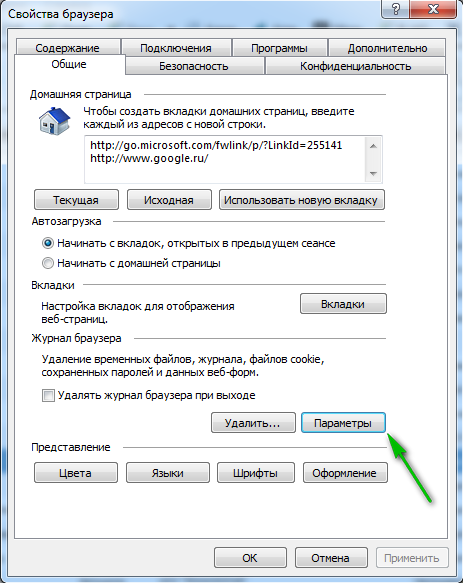 Свойства браузера
Содержание Подключения Программы Дополнительно
Общие Безопасность Конфиденциальность
Домашняя страница
Чтобы создать вкладки домашних страниц, введите
каждый из адресов с новой строки.
http://go.microsoft.com/fwlink/p/?LinkId=255141
http://www.google.ru/
Текущая Исходная Использовать новую вкладку
Автозагрузка
Начинать с вкладок, открытых в предыдущем сеансе
Начинать с домашней страницы
Вкладки
Настройка вкладок для отображения
веб-страниц.
Вкладки
Журнал браузера
Удаление временных файлов, журнала, файлов cookie,
сохраненных паролей и данных веб-форм.
Удалять журнал браузера при выходе
Удалить... Параметры
Представление
Цвета Языки Шрифты Оформление
ОК Отмена Применить